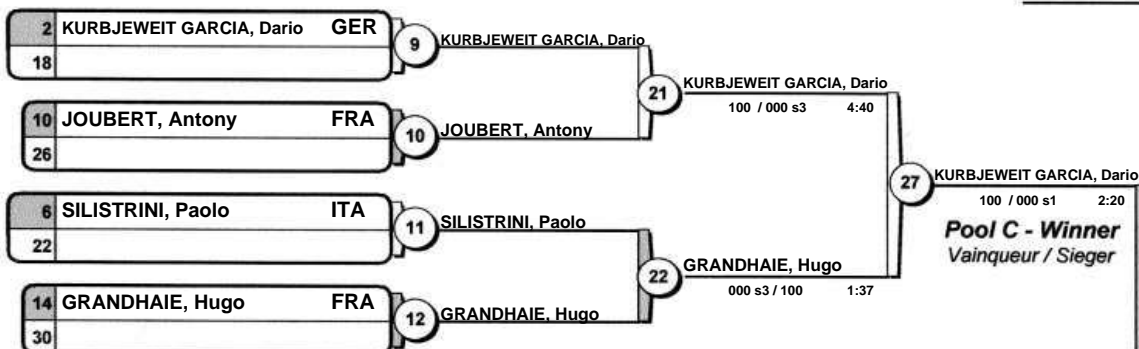 2 KURBJEWEIT GARCIA, Dario GER
18
9 KURBJEWEIT GARCIA, Dario
21 KURBJEWEIT GARCIA, Dario
100 / 000 s3 4:40
10 JOUBERT, Antony FRA
26
10 JOUBERT, Antony
27 KURBJEWEIT GARCIA, Dario
100 / 000 s1 2:20
Pool C - Winner
Vainqueur / Sieger
6 SILISTRINI, Paolo ITA
22
11 SILISTRINI, Paolo
22 GRANDHAIE, Hugo
000 s3 / 100 1:37
14 GRANDHAIE, Hugo FRA
30
12 GRANDHAIE, Hugo